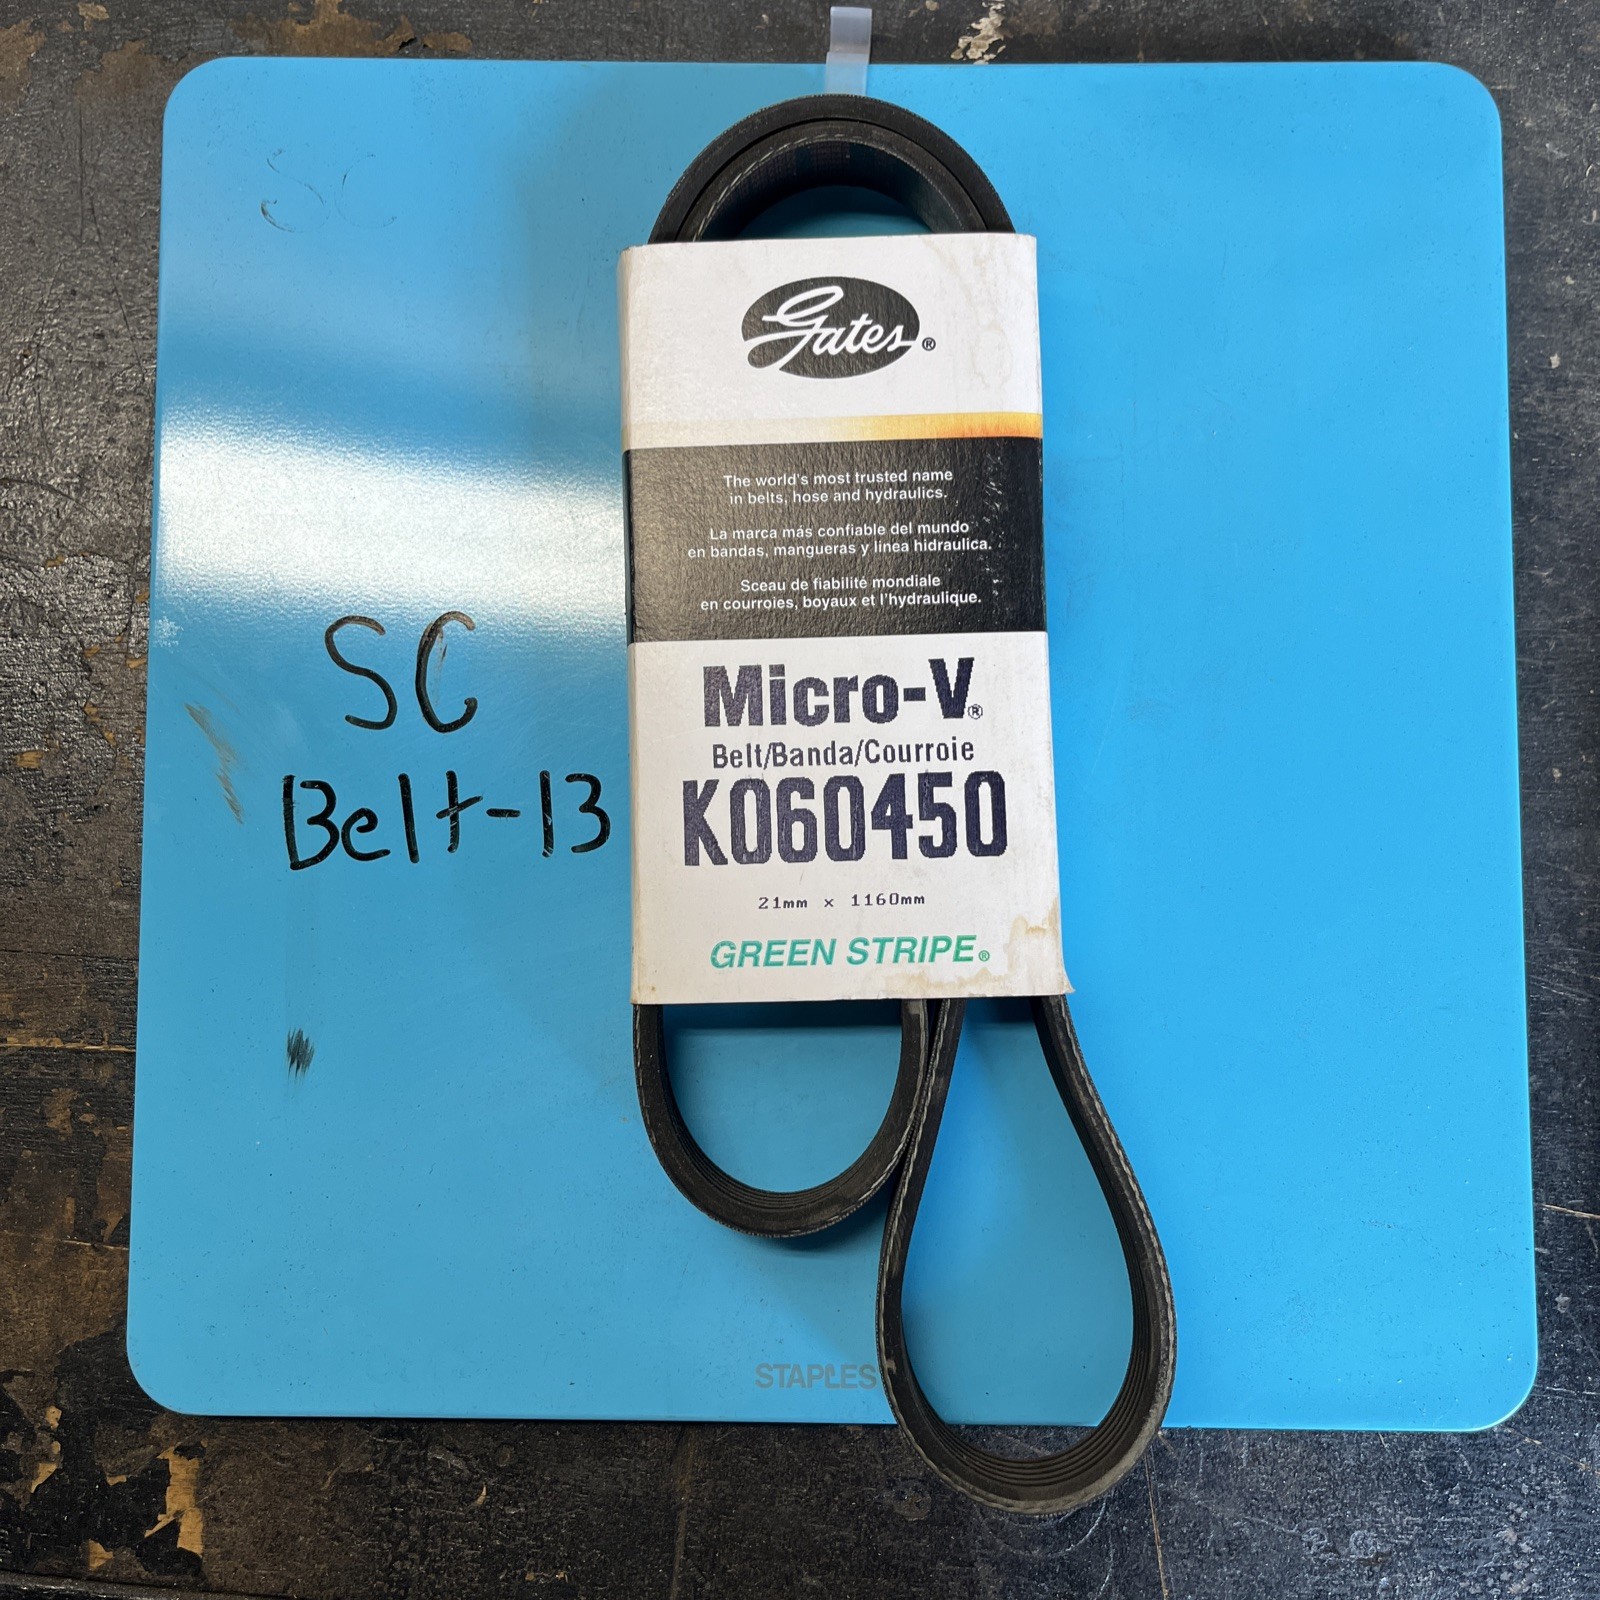 SC
Gates®
The world's most trusted name
in belts, hose and hydraulics.
La marca más confiable del mundo
en bandas, mangueras y línea hidraulica.
Sceau de fiabilité mondiale
en courroies, boyaux et l'hydraulique.
SC
Belt-13
Micro-V®
Belt/Banda/Courroie
K060450
21mm x 1160mm
GREEN STRIPE®
STAPLES